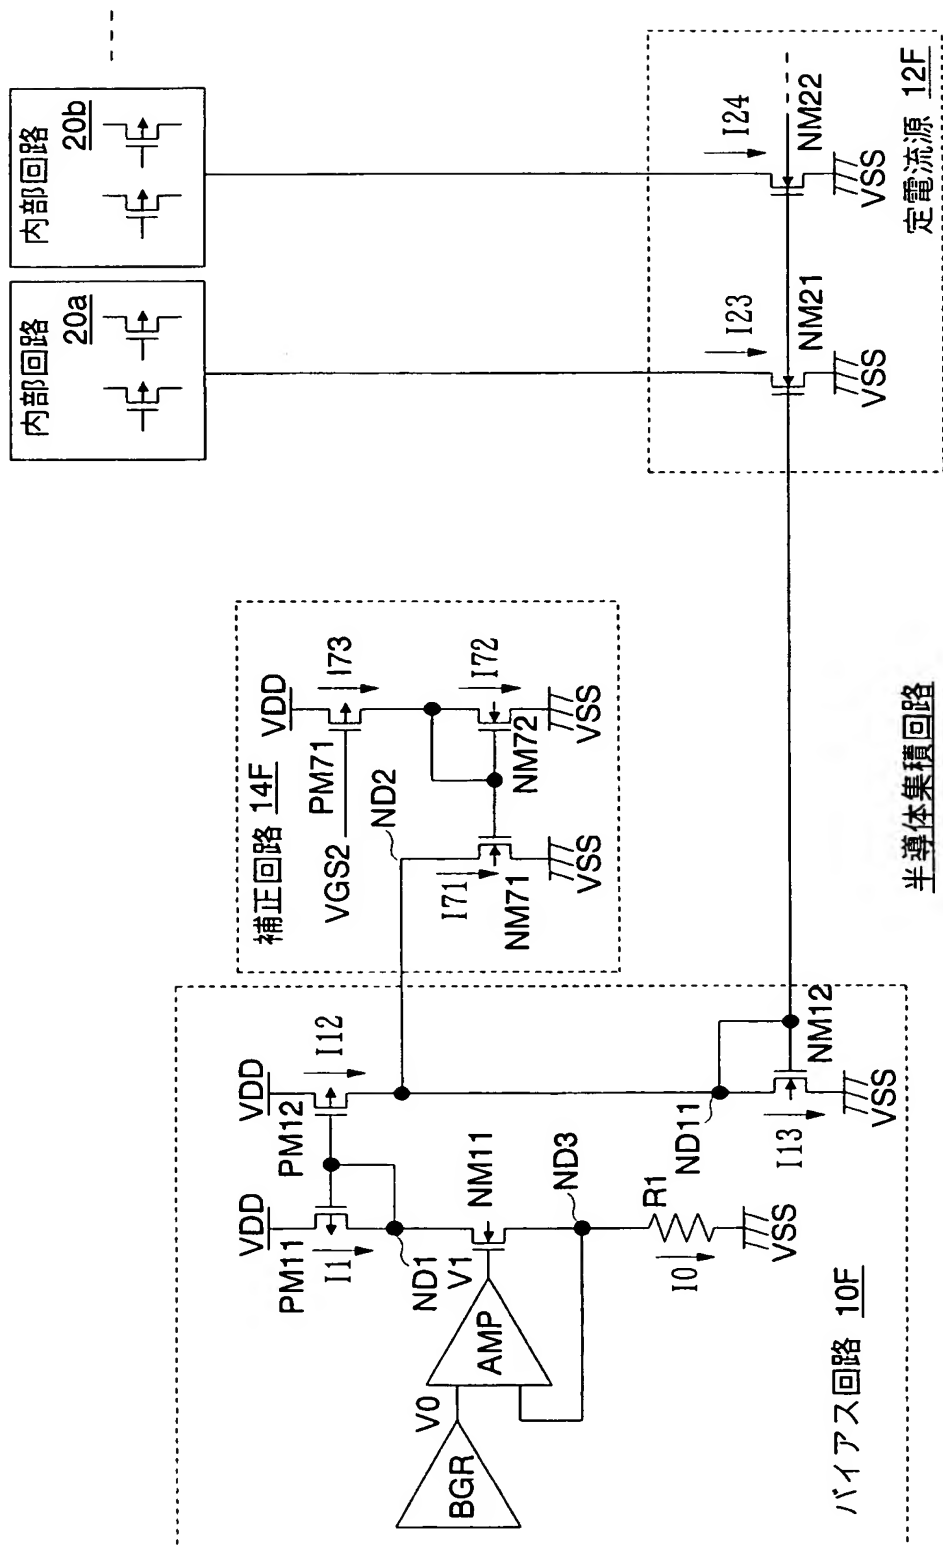 内部回路
20a
内部回路
20b
補正回路 14F
VDD
PM71
I73
VGS2
ND2
I71
NM71
VSS
I72
NM72
VSS
VDD
PM11
I1
ND1
VDD
PM12
I12
BGR
V0
AMP
V1
NM11
ND3
R1
I0
VSS
ND11
I13
NM12
VSS
バイアス回路 10F
I23
NM21
VSS
I24
NM22
VSS
定電流源 12F
半導体集積回路